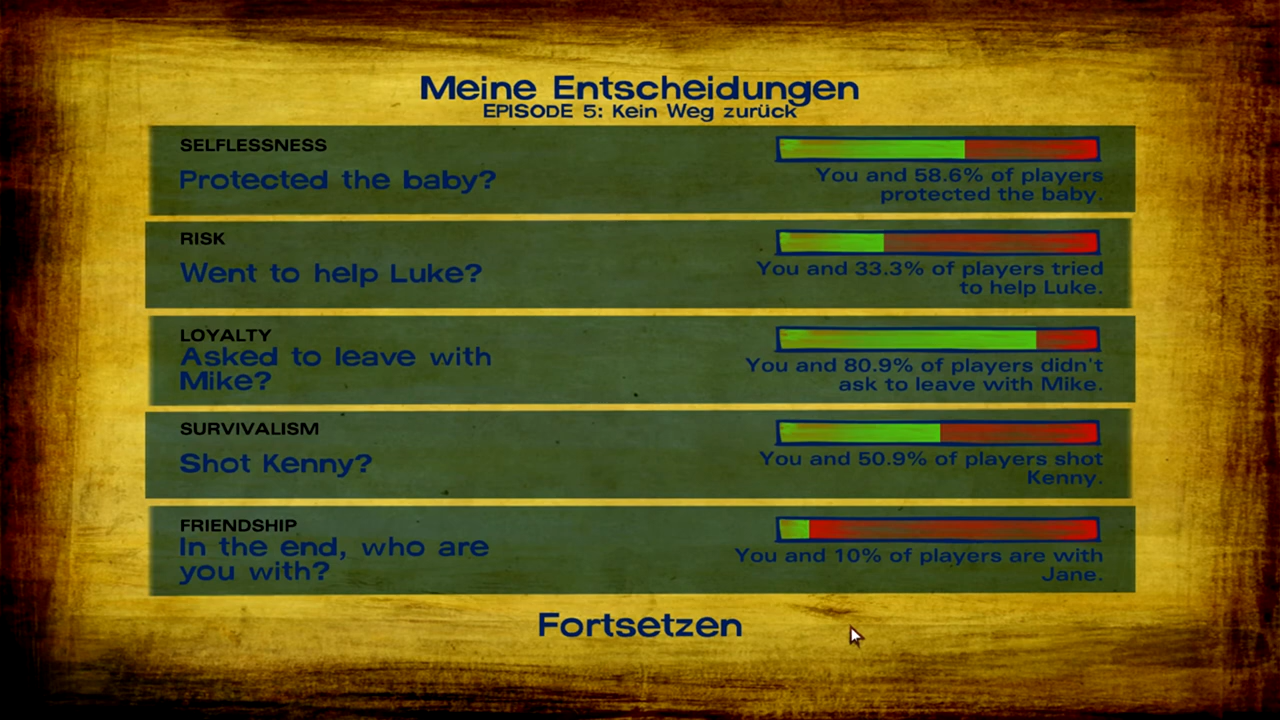 Meine Entscheidungen
EPISODE 5: Kein Weg zurück
SELFLESSNESS
Protected the baby?
You and 58.6% of players
protected the baby.
RISK
Went to help Luke?
You and 33.3% of players tried
to help Luke.
LOYALTY
Asked to leave with
Mike?
You and 80.9% of players didn't
ask to leave with Mike.
SURVIVALISM
Shot Kenny?
You and 50.9% of players shot
Kenny.
FRIENDSHIP
In the end, who are
you with?
You and 10% of players are with
Jane.
Fortsetzen